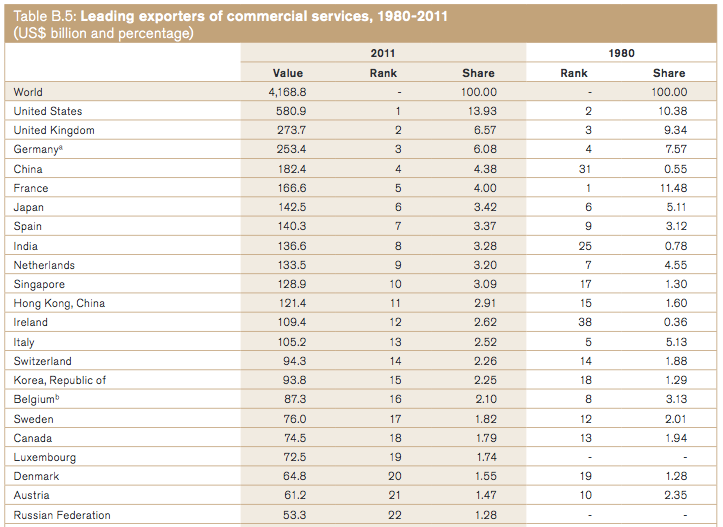 Table B.5: Leading exporters of commercial services, 1980-2011
(US$ billion and percentage)
2011 1980
Value Rank Share Rank Share
World 4,168.8 - 100.00 - 100.00
United States 580.9 1 13.93 2 10.38
United Kingdom 273.7 2 6.57 3 9.34
Germanyᵃ 253.4 3 6.08 4 7.57
China 182.4 4 4.38 31 0.55
France 166.6 5 4.00 1 11.48
Japan 142.5 6 3.42 6 5.11
Spain 140.3 7 3.37 9 3.12
India 136.6 8 3.28 25 0.78
Netherlands 133.5 9 3.20 7 4.55
Singapore 128.9 10 3.09 17 1.30
Hong Kong, China 121.4 11 2.91 15 1.60
Ireland 109.4 12 2.62 38 0.36
Italy 105.2 13 2.52 5 5.13
Switzerland 94.3 14 2.26 14 1.88
Korea, Republic of 93.8 15 2.25 18 1.29
Belgiumᵇ 87.3 16 2.10 8 3.13
Sweden 76.0 17 1.82 12 2.01
Canada 74.5 18 1.79 13 1.94
Luxembourg 72.5 19 1.74 - -
Denmark 64.8 20 1.55 19 1.28
Austria 61.2 21 1.47 10 2.35
Russian Federation 53.3 22 1.28 - -